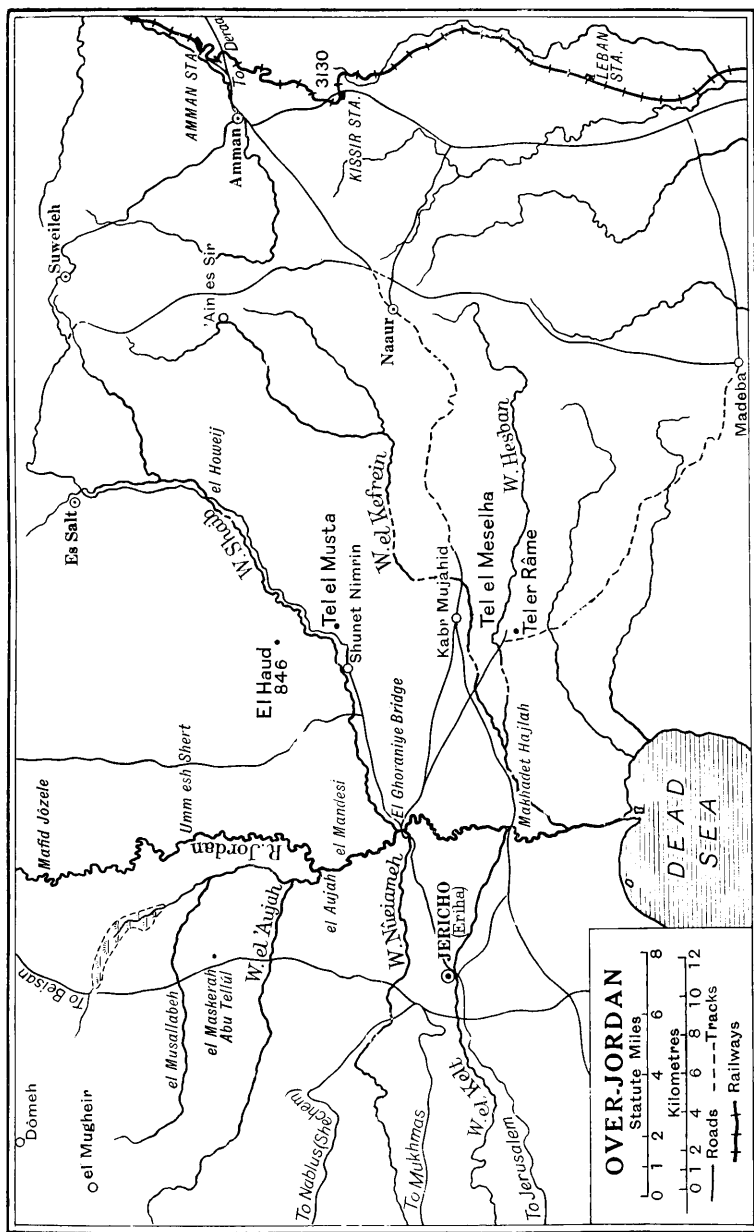 To Deraa
AMMAN STA.
Amman
3130
KISSIR STA.
LEBAN
STA.
Suweileh
'Ain es Sir
Naaur
Madeba
Es Salt
el Howeij
W. Shaib
W. el Kefrein
W. Hesban
Tel el Musta
Shunet Nimrin
El Haud
846
Kabr Mujahid
Tel el Meselha
Tel er Râme
Mafid Józele
Umm esh Shert
R. Jordan
el Mandesi
El Ghoraniye Bridge
Makhadet Hajlah
el Aujah
W. Nueiameh
W. el 'Aujah
JERICHO
(Eriha)
DEAD
SEA
To Beisan
el Musallabeh
el Maskerah
Abu Tellúl
Dômeh
el Mugheir
To Nablus (Shechem)
To Mukhmas
W. el Kelt
To Jerusalem
OVER-JORDAN
Statute Miles
0 1 2 4 6 8
Kilometres
0 1 2 4 6 8 10 12
Roads Tracks
Railways